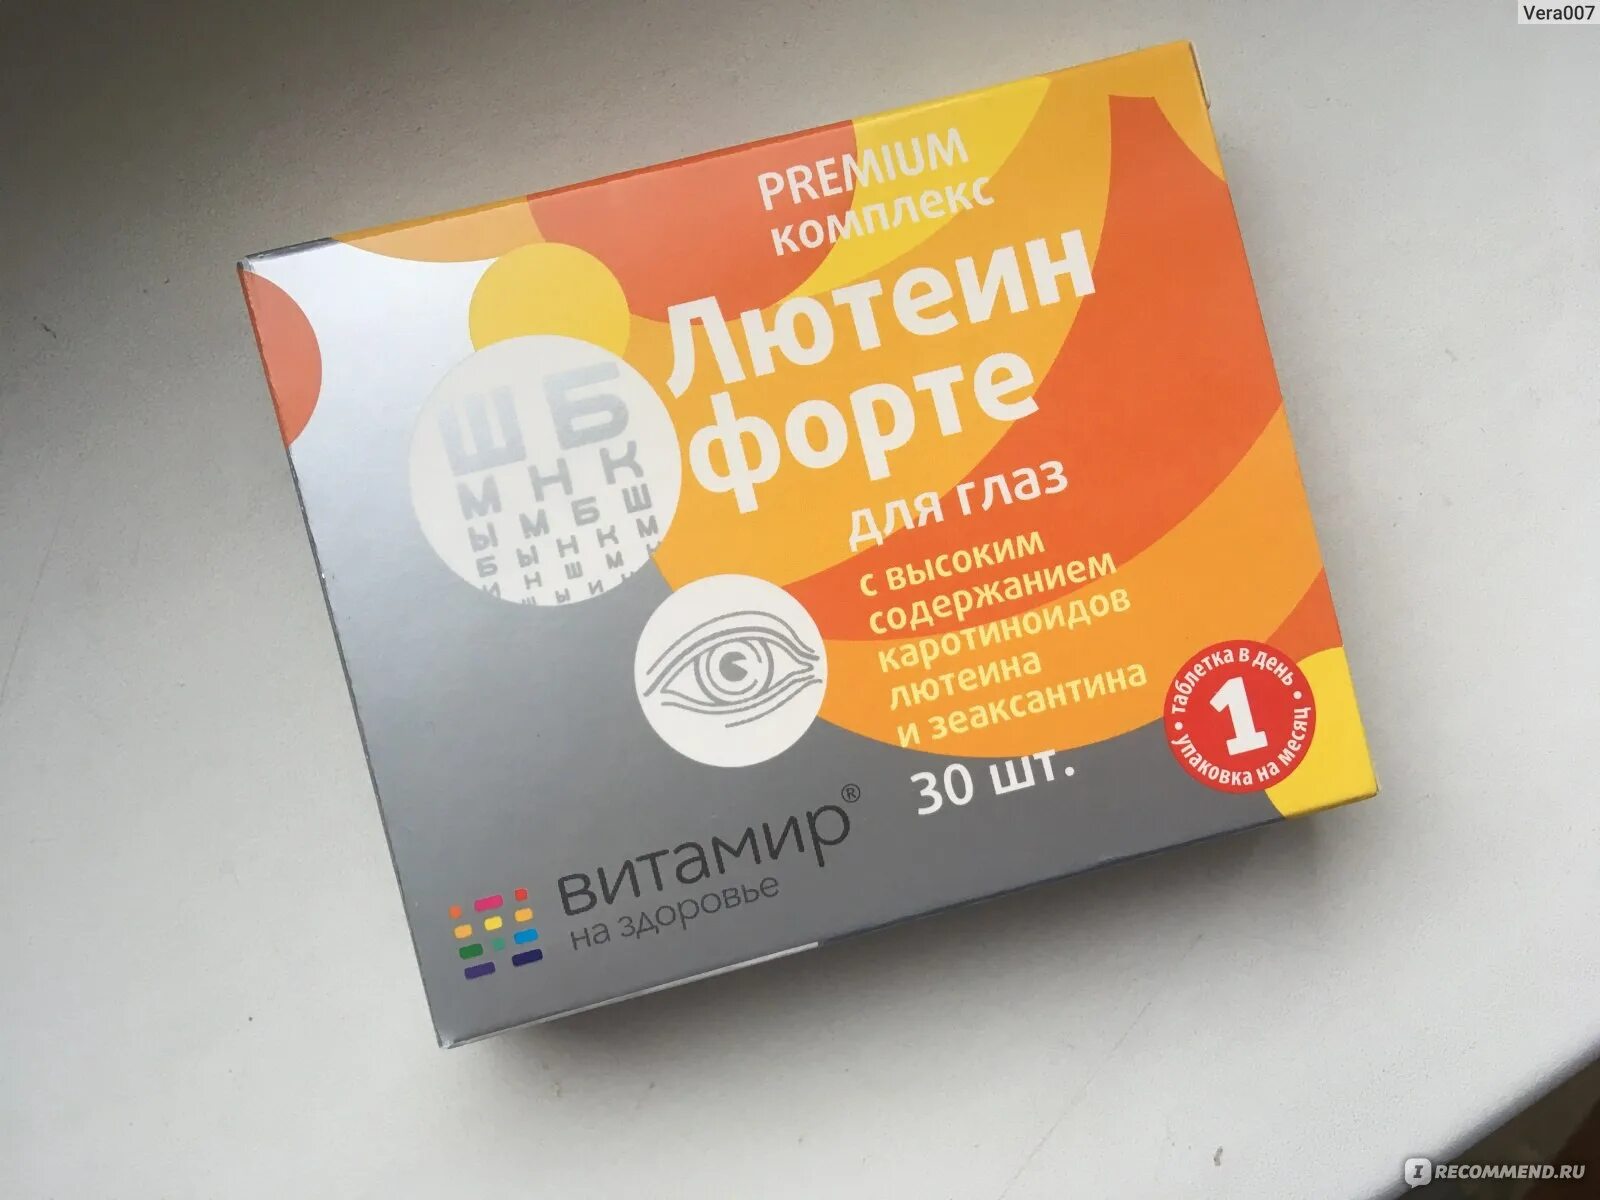 Vera007
PREMIUM
комплекс
Лютеин
форте
для глаз
с высоким
содержанием
каротиноидов
лютеина
и зеаксантина
30 шт.
таблетка в день
1
упаковка на месяц
Ш Б
М Н К
Ы М Б Ш
Б Ы Н К М
И Н Ш М
Ш Ы И Н
витамир®
на здоровье
IRECOMMEND.RU